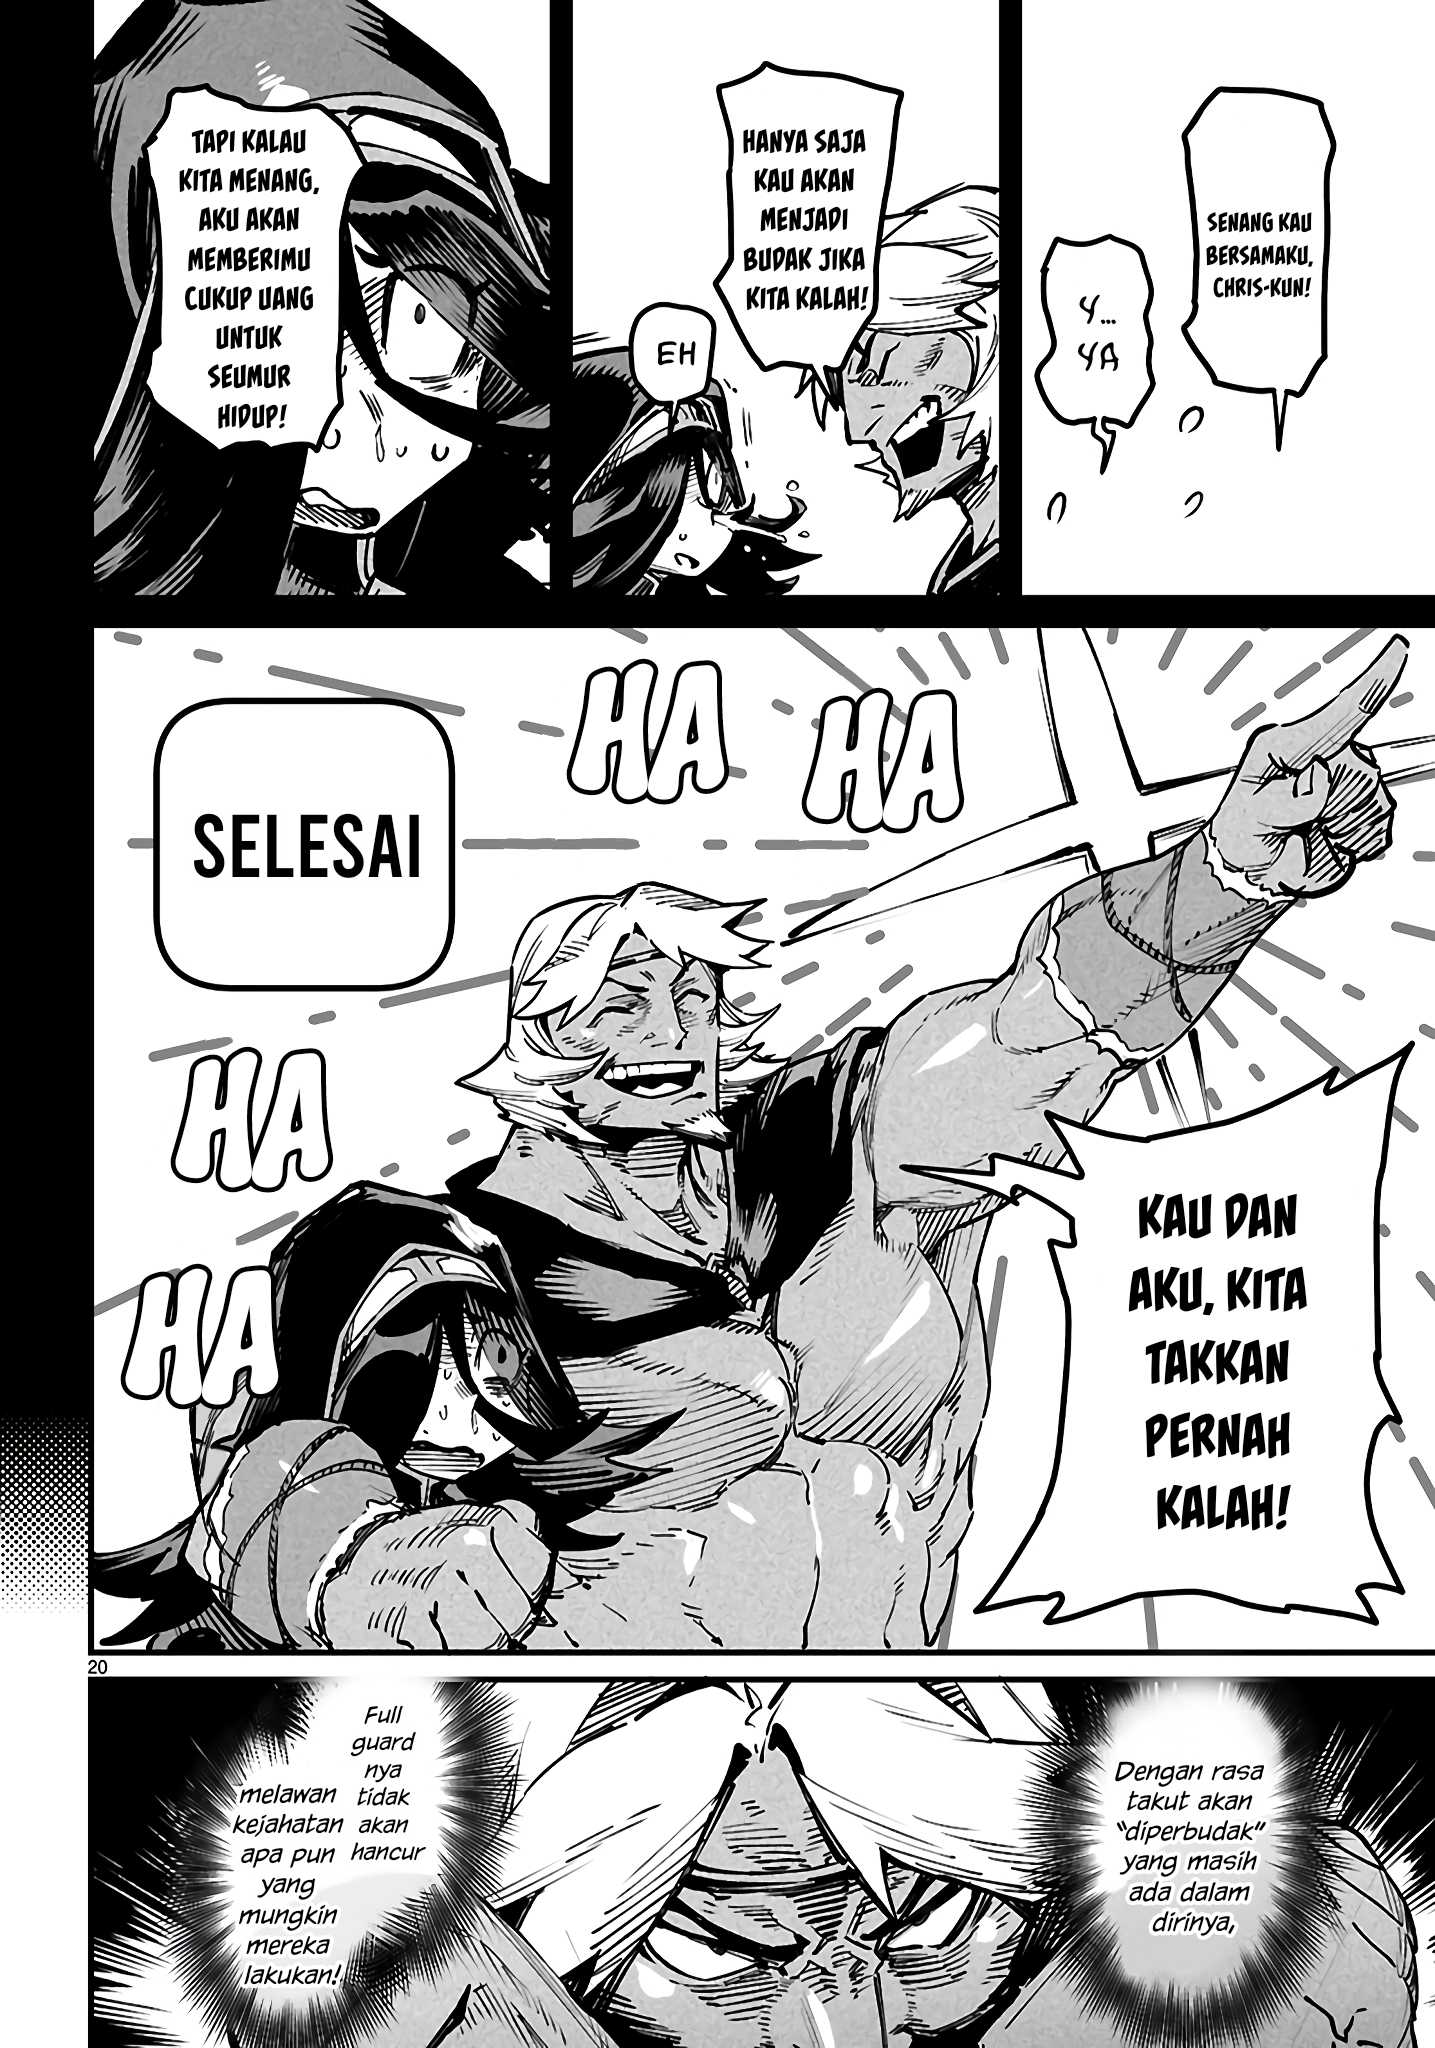 SENANG KAU
BERSAMAKU,
CHRIS-KUN!
Y...
YA
HANYA SAJA
KAU AKAN
MENJADI
BUDAK JIKA
KITA KALAH!
EH
TAPI KALAU
KITA MENANG,
AKU AKAN
MEMBERIMU
CUKUP UANG
UNTUK
SEUMUR
HIDUP!
HA
HA
SELESAI
HA
HA
KAU DAN
AKU, KITA
TAKKAN
PERNAH
KALAH!
20
Dengan rasa
takut akan
"diperbudak"
yang masih
ada dalam
dirinya,
Full
guard
nya
tidak
akan
hancur
melawan
kejahatan
apa pun
yang
mungkin
mereka
lakukan!